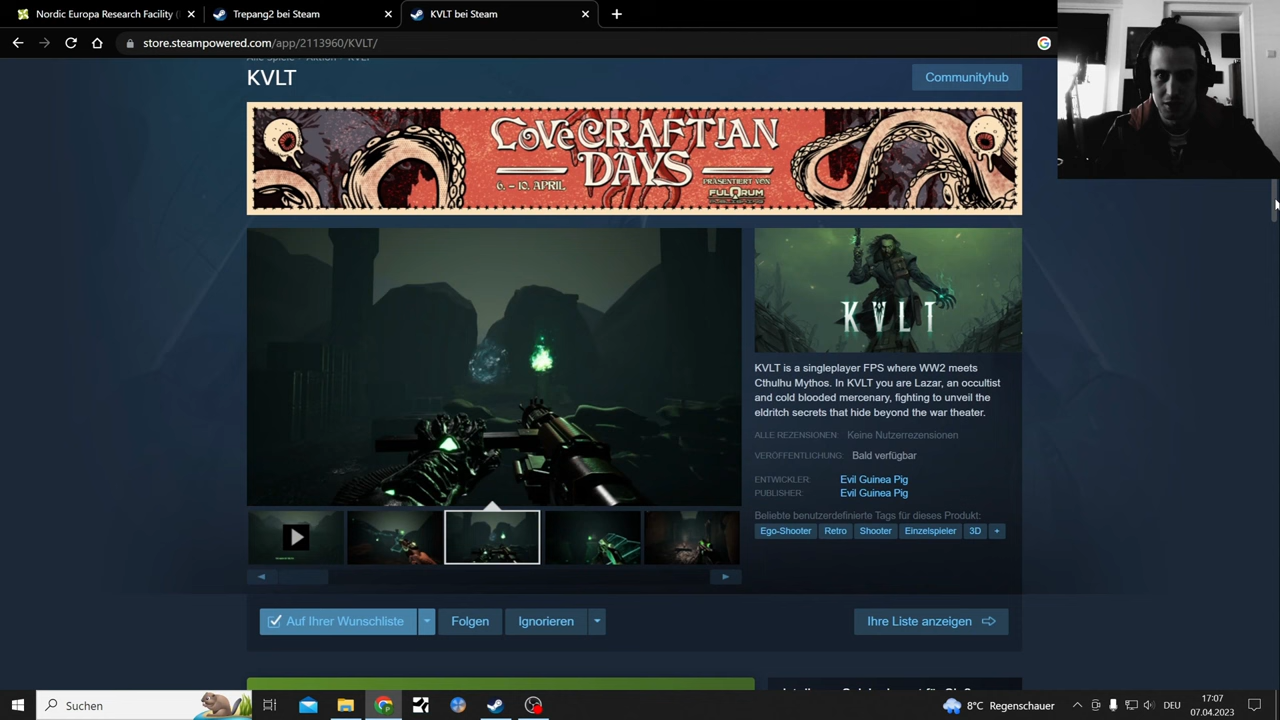 Nordic Europa Research Facility
Trepang2 bei Steam
KVLT bei Steam
store.steampowered.com/app/2113960/KVLT/
KVLT
Communityhub
LOVECRAFTIAN
DAYS
6. – 10. APRIL
PRÄSENTIERT VON
FULQRUM
KVLT
KVLT is a singleplayer FPS where WW2 meets
Cthulhu Mythos. In KVLT you are Lazar, an occultist
and cold blooded mercenary, fighting to unveil the
eldritch secrets that hide beyond the war theater.
ALLE REZENSIONEN: Keine Nutzerrezensionen
VERÖFFENTLICHUNG: Bald verfügbar
ENTWICKLER: Evil Guinea Pig
PUBLISHER: Evil Guinea Pig
Beliebte benutzerdefinierte Tags für dieses Produkt:
Ego-Shooter Retro Shooter Einzelspieler 3D +
Auf Ihrer Wunschliste Folgen Ignorieren Ihre Liste anzeigen
Suchen
8°C Regenschauer
DEU
17:07
07.04.2023